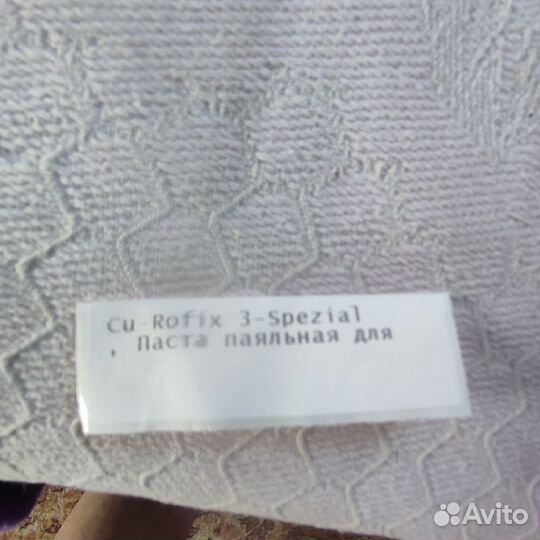 Cu-Rofix 3-Spezial
, Паста паяльная для
Avito